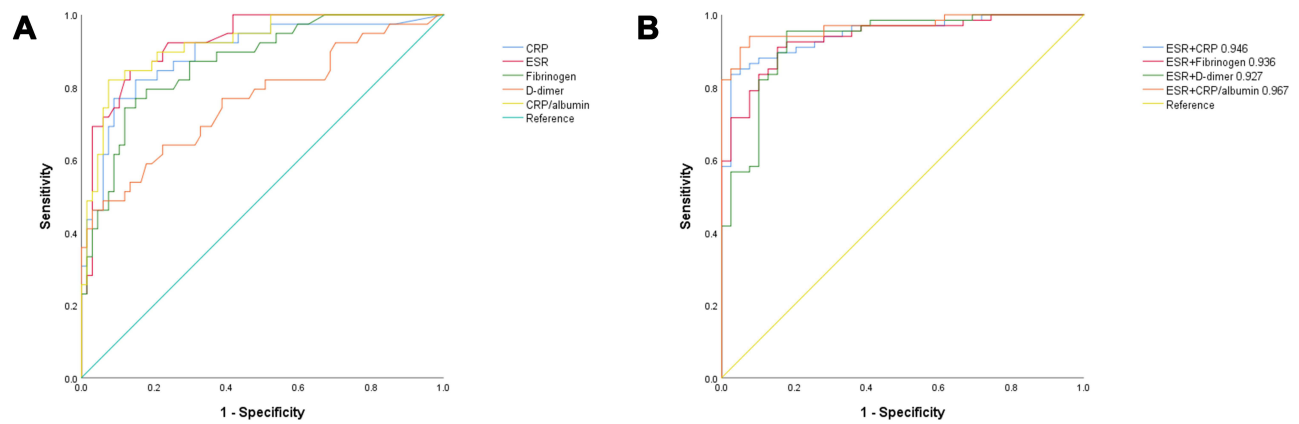 A
1.0
0.8
0.6
0.4
0.2
0.0
Sensitivity
0.0
0.2
0.4
0.6
0.8
1.0
1 - Specificity
CRP
ESR
Fibrinogen
D-dimer
CRP/albumin
Reference
B
1.0
0.8
0.6
0.4
0.2
0.0
Sensitivity
0.0
0.2
0.4
0.6
0.8
1.0
1 - Specificity
ESR+CRP 0.946
ESR+Fibrinogen 0.936
ESR+D-dimer 0.927
ESR+CRP/albumin 0.967
Reference